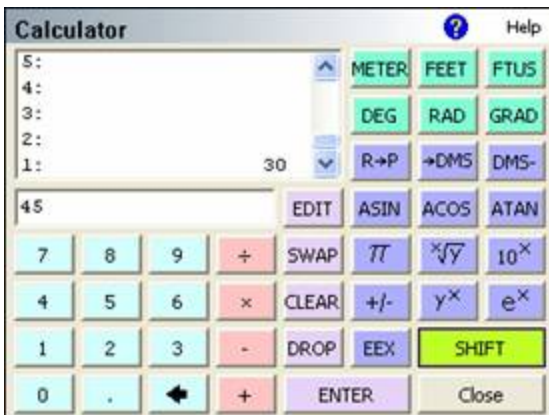 Calculator ? Help
5:
4:
3:
2:
1: 30
METER FEET FTUS
DEG RAD GRAD
R→P →DMS DMS-
45 EDIT ASIN ACOS ATAN
7 8 9 ÷ SWAP π ˣ√y 10ˣ
4 5 6 × CLEAR +/- yˣ eˣ
1 2 3 - DROP EEX SHIFT
0 . 🡄 + ENTER Close